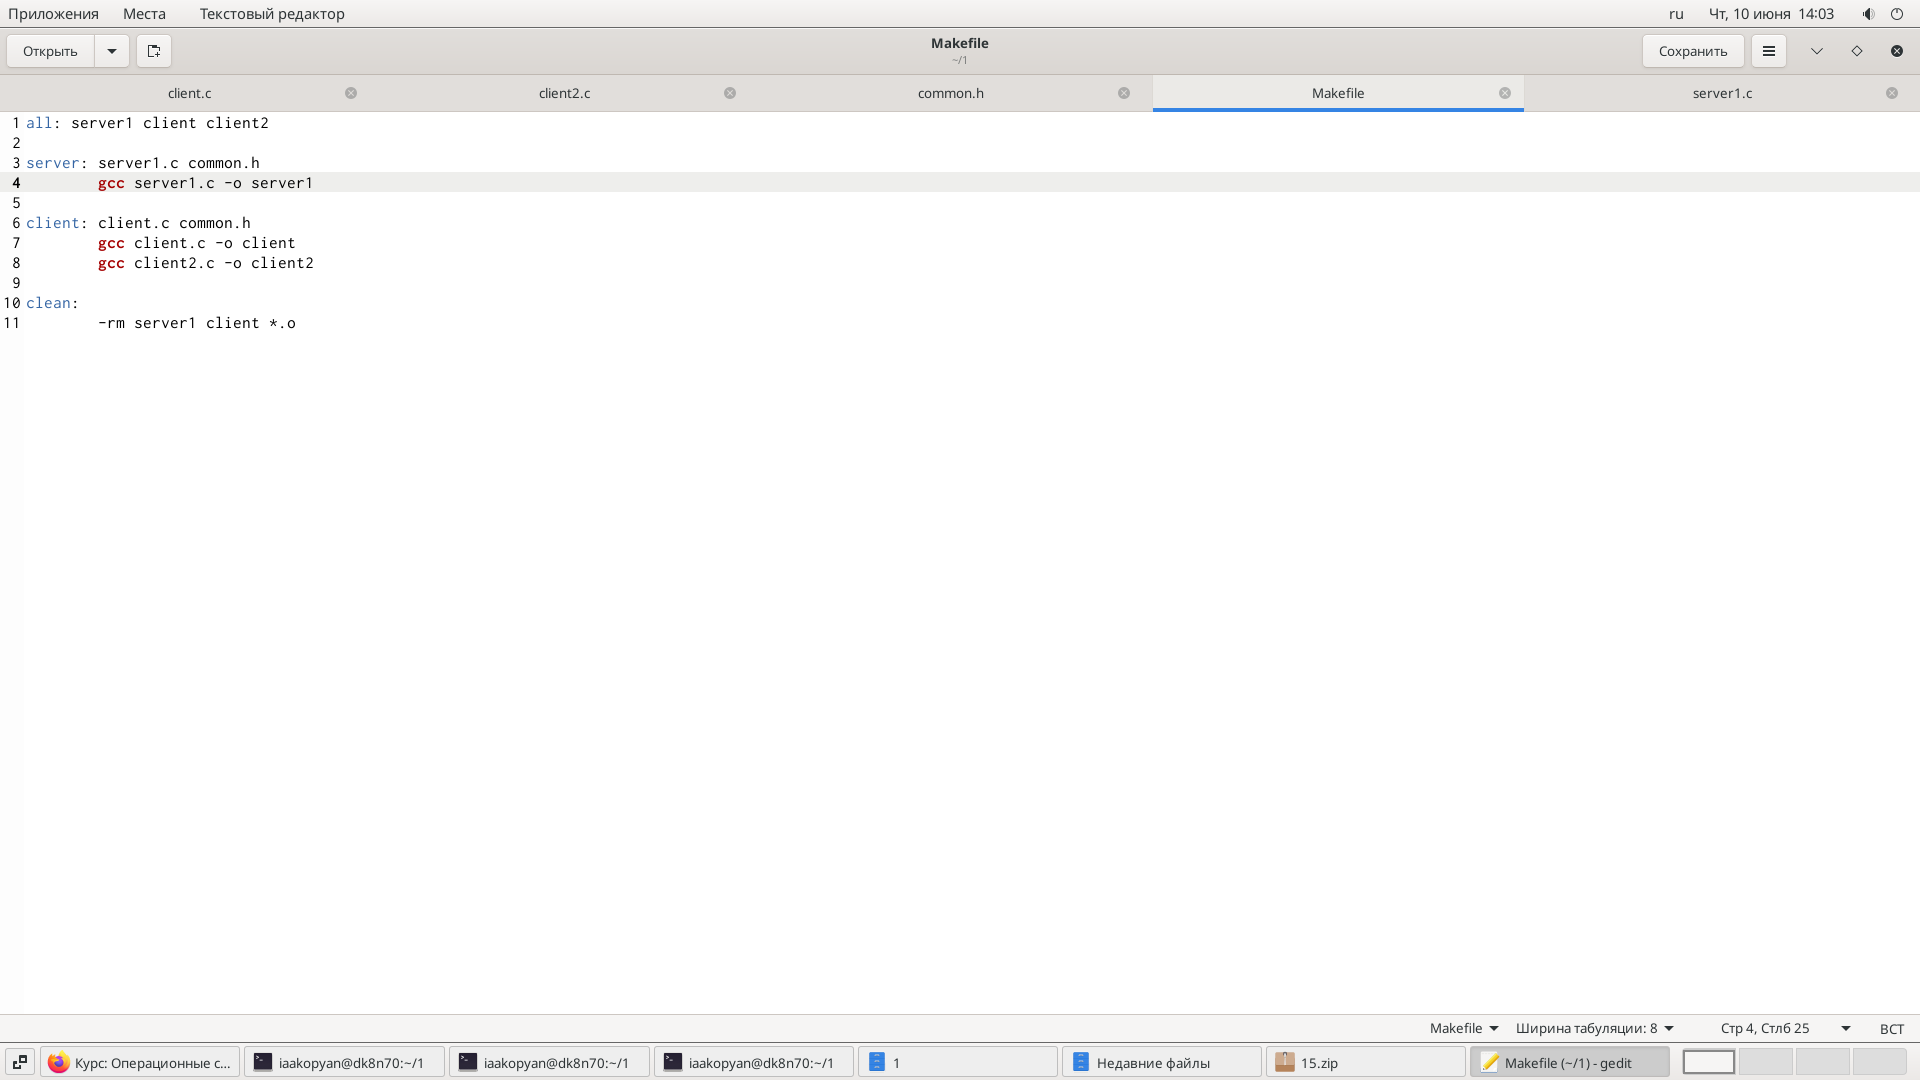 Приложения Места Текстовый редактор ru Чт, 10 июня 14:03
Открыть Makefile Сохранить
~/1
client.c client2.c common.h Makefile server1.c
1 all: server1 client client2
2
3 server: server1.c common.h
4 gcc server1.c -o server1
5
6 client: client.c common.h
7 gcc client.c -o client
8 gcc client2.c -o client2
9
10 clean:
11 -rm server1 client *.o
Makefile Ширина табуляции: 8 Стр 4, Стлб 25 ВСТ
Курс: Операционные с... iaakopyan@dk8n70:~/1 iaakopyan@dk8n70:~/1 iaakopyan@dk8n70:~/1 1 Недавние файлы 15.zip Makefile (~/1) - gedit